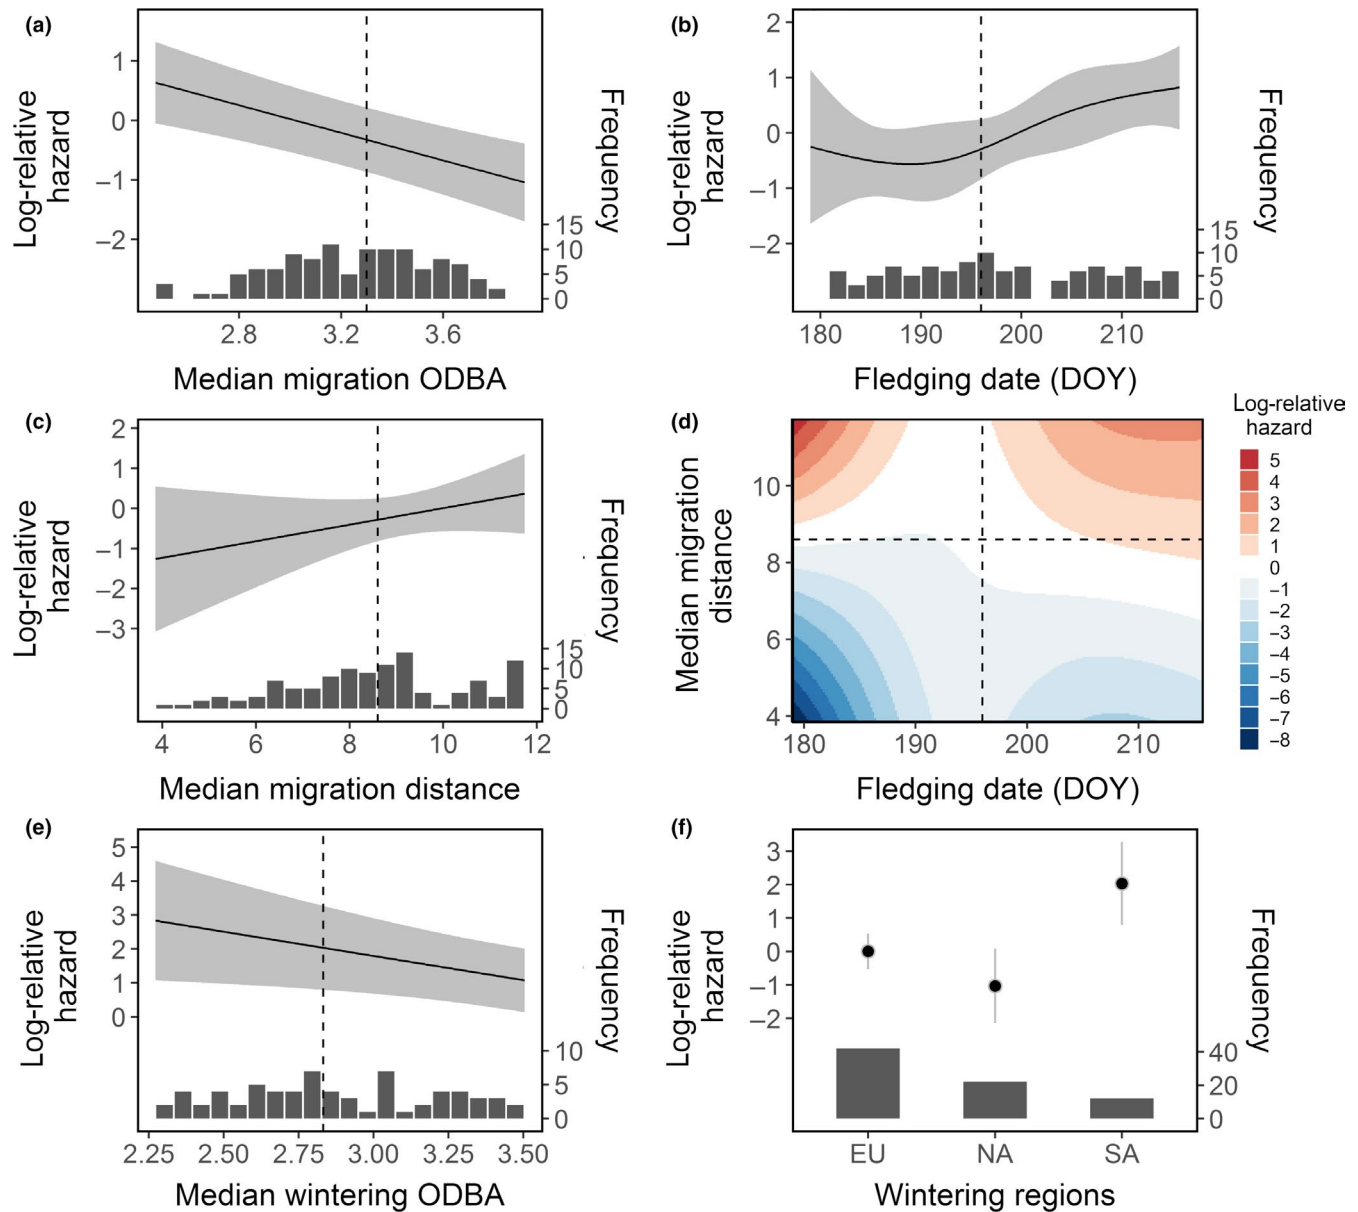 (a)
1
0
−1
−2
Log-relative
hazard
15
10
5
0
Frequency
2.8
3.2
3.6
Median migration ODBA
(b)
2
1
0
−1
−2
Log-relative
hazard
15
10
5
0
Frequency
180
190
200
210
Fledging date (DOY)
(c)
2
1
0
−1
−2
−3
Log-relative
hazard
15
10
5
0
Frequency
4
6
8
10
12
Median migration distance
(d)
10
8
6
4
Median migration
distance
180
190
200
210
Fledging date (DOY)
Log-relative
hazard
5
4
3
2
1
0
−1
−2
−3
−4
−5
−6
−7
−8
(e)
5
4
3
2
1
0
Log-relative
hazard
10
5
0
Frequency
2.25
2.50
2.75
3.00
3.25
3.50
Median wintering ODBA
(f)
3
2
1
0
−1
−2
Log-relative
hazard
40
20
0
Frequency
EU
NA
SA
Wintering regions